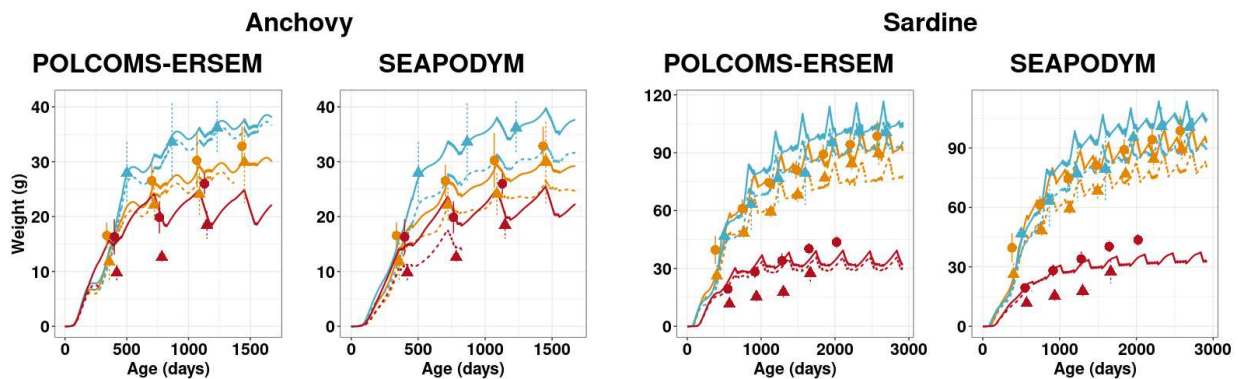 Anchovy Sardine
POLCOMS-ERSEM SEAPODYM POLCOMS-ERSEM SEAPODYM
Weight (g)
40 30 20 10 0
0 500 1000 1500
Age (days)
40 30 20 10 0
0 500 1000 1500
Age (days)
120 90 60 30 0
0 1000 2000 3000
Age (days)
90 60 30 0
0 1000 2000 3000
Age (days)